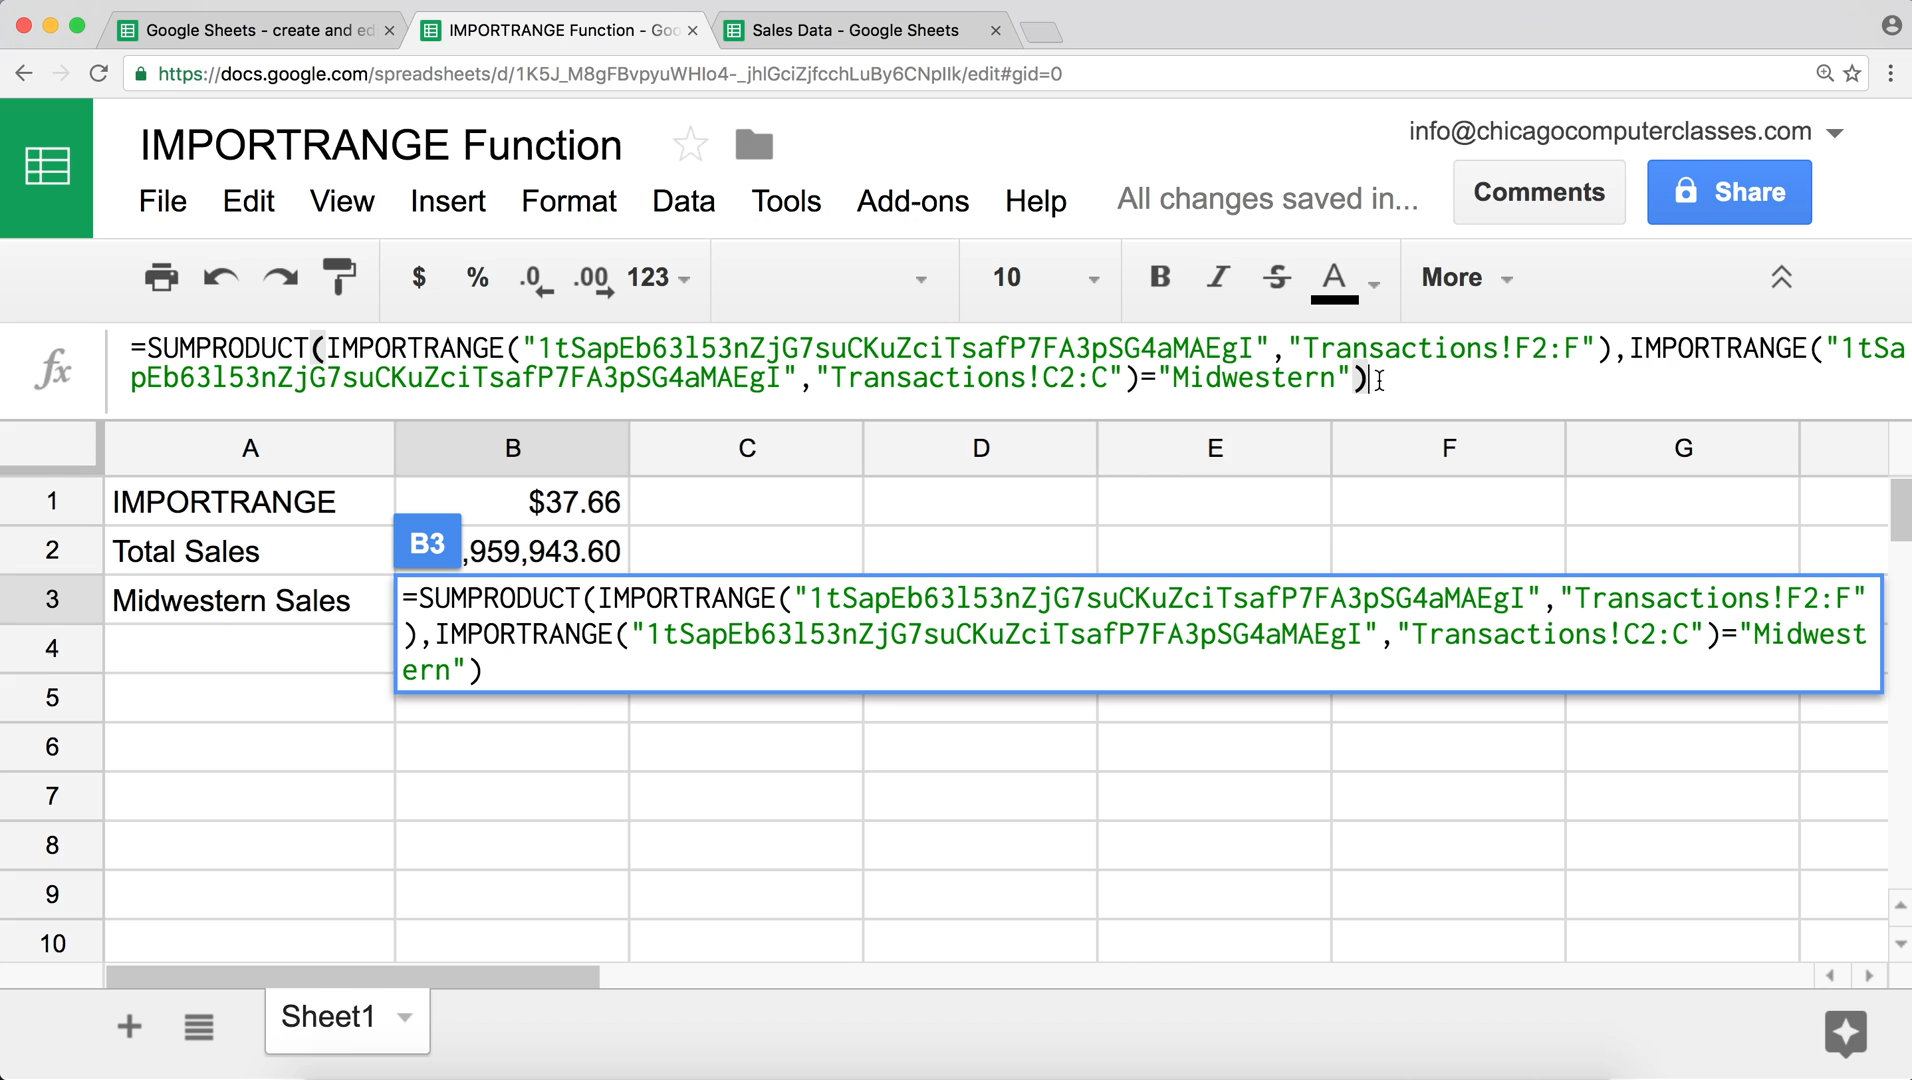 Google Sheets - create and ed
IMPORTRANGE Function - Goo
Sales Data - Google Sheets
https://docs.google.com/spreadsheets/d/1K5J_M8gFBvpyuWHIo4-_jhlGciZjfcchLuBy6CNpIlk/edit#gid=0
IMPORTRANGE Function
info@chicagocomputerclasses.com
File Edit View Insert Format Data Tools Add-ons Help All changes saved in...
Comments
Share
$ % .0 .00 123 10 B I S A More
fx
=SUMPRODUCT(IMPORTRANGE("1tSapEb63l53nZjG7suCKuZciTsafP7FA3pSG4aMAEgI","Transactions!F2:F"),IMPORTRANGE("1tSa
pEb63l53nZjG7suCKuZciTsafP7FA3pSG4aMAEgI","Transactions!C2:C")="Midwestern")
A B C D E F G
1 IMPORTRANGE $37.66
2 Total Sales ,959,943.60
B3
3 Midwestern Sales
=SUMPRODUCT(IMPORTRANGE("1tSapEb63l53nZjG7suCKuZciTsafP7FA3pSG4aMAEgI","Transactions!F2:F"
),IMPORTRANGE("1tSapEb63l53nZjG7suCKuZciTsafP7FA3pSG4aMAEgI","Transactions!C2:C")="Midwest
ern")
4
5
6
7
8
9
10
Sheet1